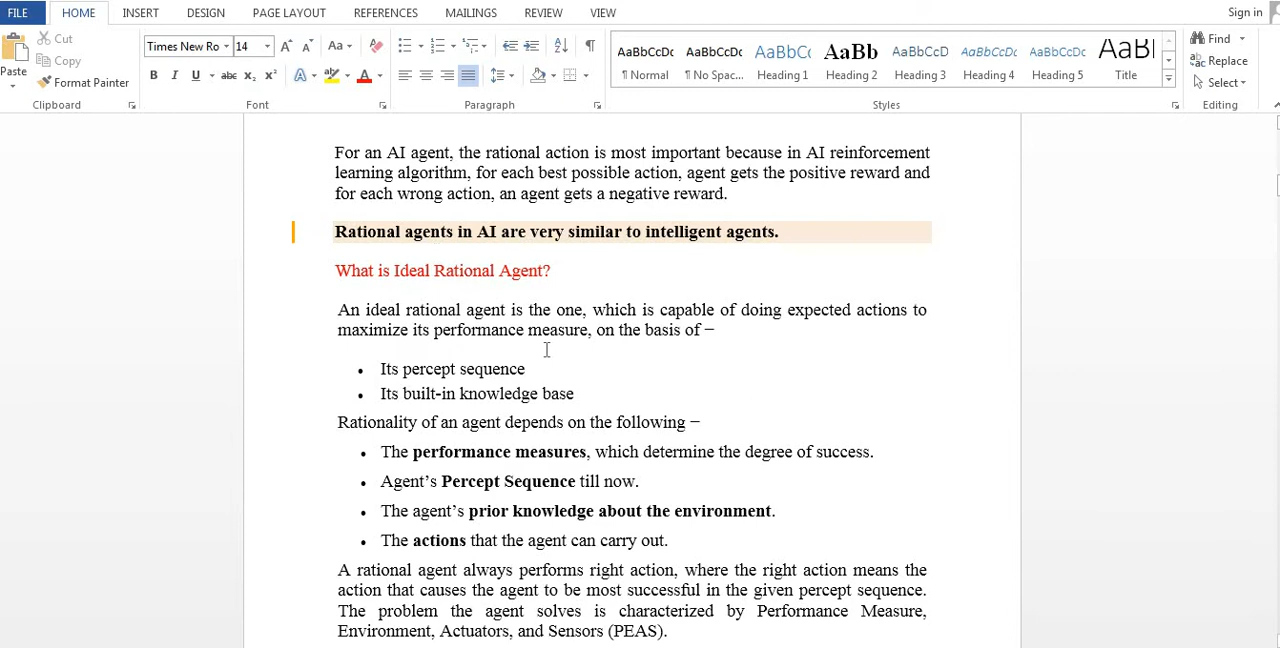 FILE HOME INSERT DESIGN PAGE LAYOUT REFERENCES MAILINGS REVIEW VIEW Sign in
Cut
Copy
Paste
Format Painter
Clipboard
Times New Ro 14 Aa
B I U abc X₂ X² A A
Font
Paragraph
AaBbCcDc AaBbCcDc AaBbCc AaBb AaBbCcD AaBbCcDc AaBbCcDc AaBl
¶ Normal ¶ No Spac... Heading 1 Heading 2 Heading 3 Heading 4 Heading 5 Title
Styles
Find
Replace
Select
Editing
For an AI agent, the rational action is most important because in AI reinforcement
learning algorithm, for each best possible action, agent gets the positive reward and
for each wrong action, an agent gets a negative reward.
Rational agents in AI are very similar to intelligent agents.
What is Ideal Rational Agent?
An ideal rational agent is the one, which is capable of doing expected actions to
maximize its performance measure, on the basis of −
• Its percept sequence
• Its built-in knowledge base
Rationality of an agent depends on the following −
• The performance measures, which determine the degree of success.
• Agent’s Percept Sequence till now.
• The agent’s prior knowledge about the environment.
• The actions that the agent can carry out.
A rational agent always performs right action, where the right action means the
action that causes the agent to be most successful in the given percept sequence.
The problem the agent solves is characterized by Performance Measure,
Environment, Actuators, and Sensors (PEAS).